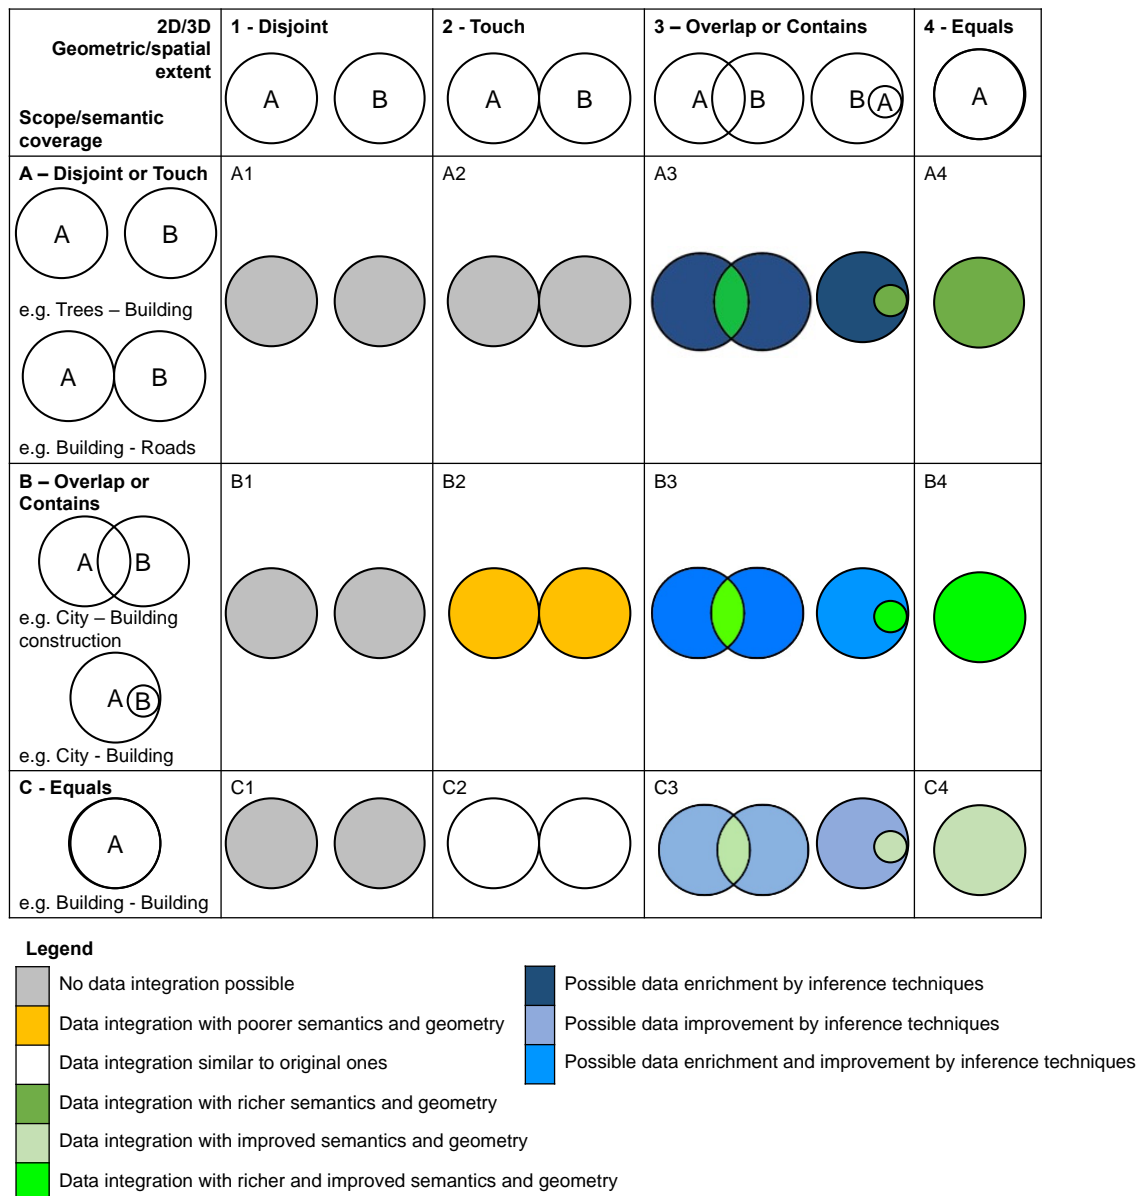 2D/3D
Geometric/spatial
extent
Scope/semantic
coverage
1 - Disjoint
A B
2 - Touch
A B
3 – Overlap or Contains
A B B A
4 - Equals
A
A – Disjoint or Touch
A B
e.g. Trees – Building
A B
e.g. Building - Roads
A1
A2
A3
A4
B – Overlap or
Contains
A B
e.g. City – Building
construction
A B
e.g. City - Building
B1
B2
B3
B4
C - Equals
A
e.g. Building - Building
C1
C2
C3
C4
Legend
No data integration possible
Data integration with poorer semantics and geometry
Data integration similar to original ones
Data integration with richer semantics and geometry
Data integration with improved semantics and geometry
Data integration with richer and improved semantics and geometry
Possible data enrichment by inference techniques
Possible data improvement by inference techniques
Possible data enrichment and improvement by inference techniques